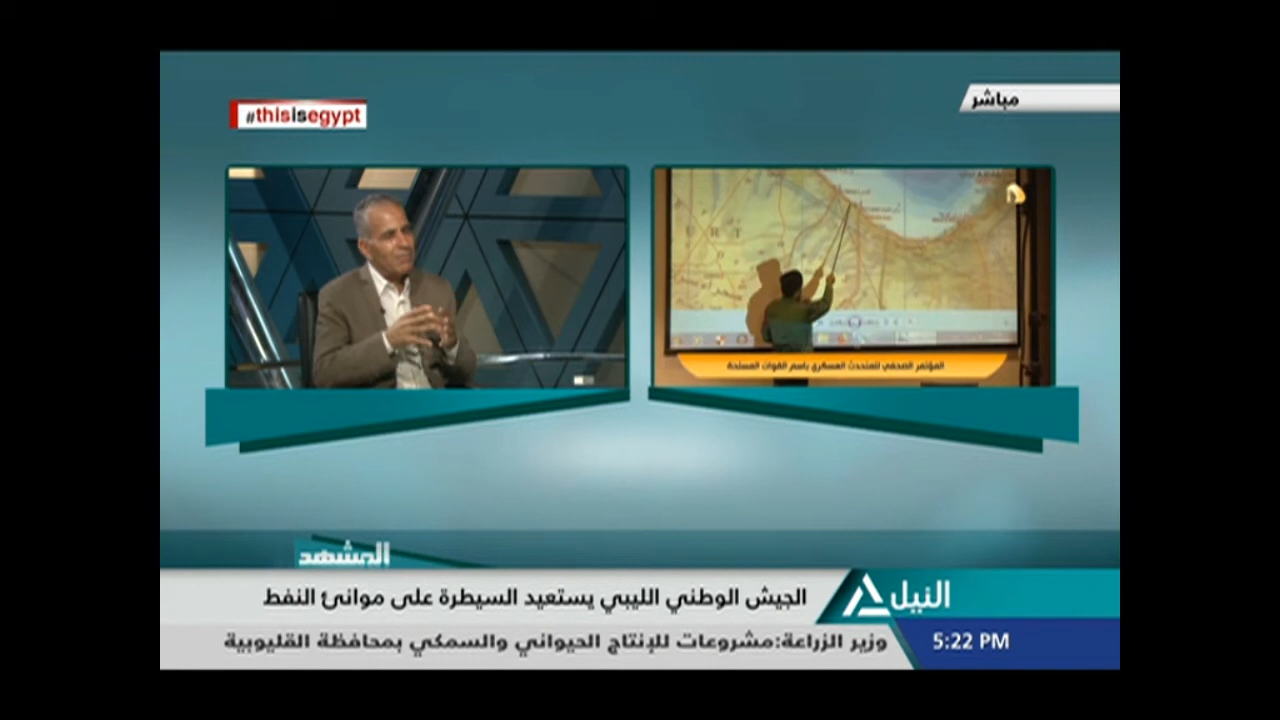 #thisisegypt
مباشر
المؤتمر الصحفي للمتحدث العسكري باسم القوات المسلحة
المشهد
النيل
الجيش الوطني الليبي يستعيد السيطرة على موانئ النفط
5:22 PM
وزير الزراعة:مشروعات للإنتاج الحيواني والسمكي بمحافظة القليوبية